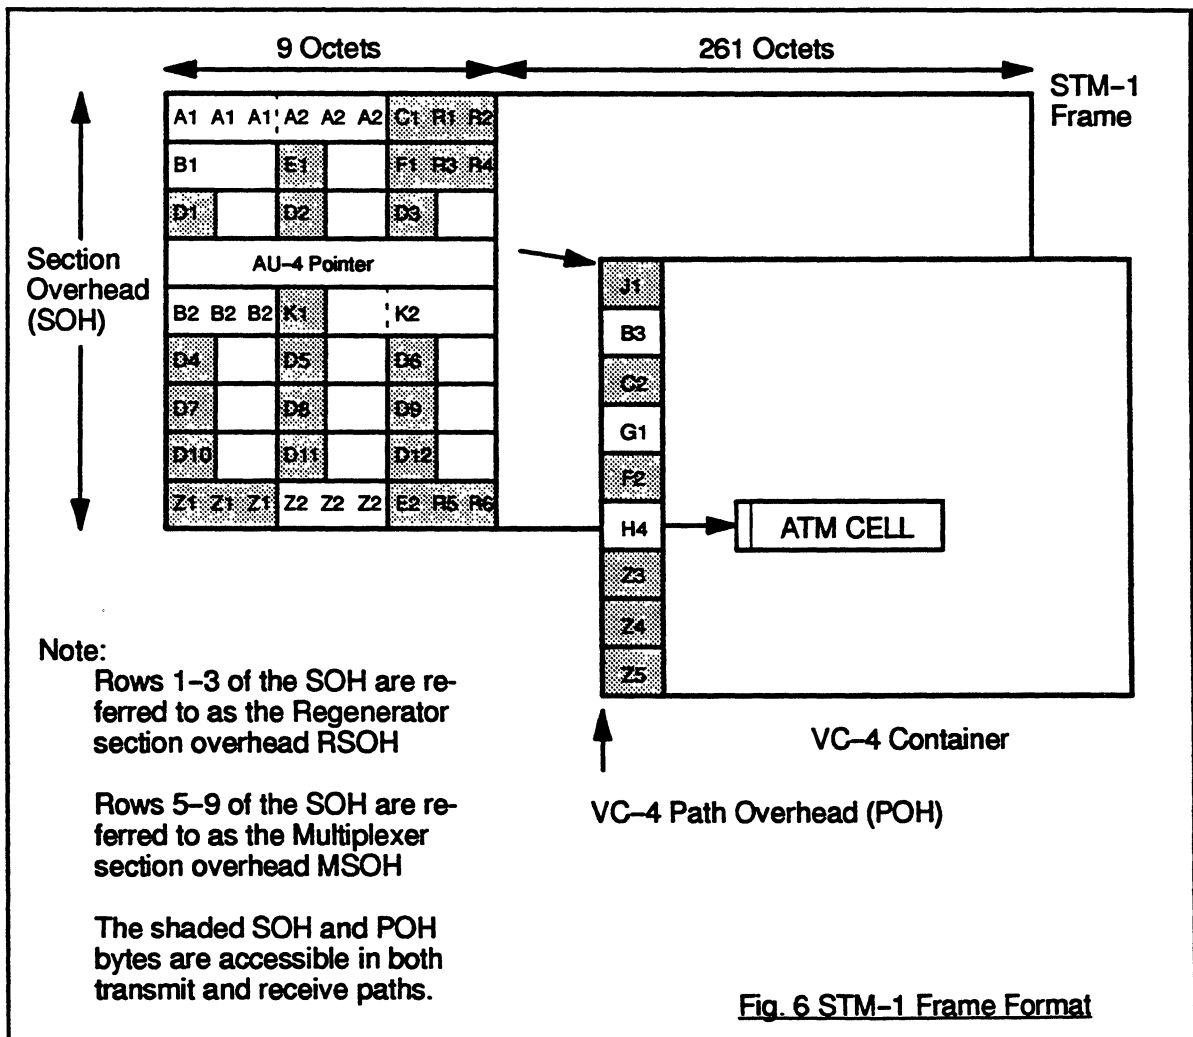 9 Octets
261 Octets
STM-1
Frame
A1 A1 A1 A2 A2 A2 C1 R1 R2
B1 E1 F1 R3 R4
D1 D2 D3
Section
Overhead
(SOH)
AU-4 Pointer
B2 B2 B2 K1 K2
D4 D5 D6
D7 D8 D9
D10 D11 D12
Z1 Z1 Z1 Z2 Z2 Z2 E2 R5 R6
J1
B3
C2
G1
F2
H4
ATM CELL
Z3
Z4
Z5
VC-4 Container
VC-4 Path Overhead (POH)
Note:
Rows 1-3 of the SOH are re-
ferred to as the Regenerator
section overhead RSOH
Rows 5-9 of the SOH are re-
ferred to as the Multiplexer
section overhead MSOH
The shaded SOH and POH
bytes are accessible in both
transmit and receive paths.
Fig. 6 STM-1 Frame Format